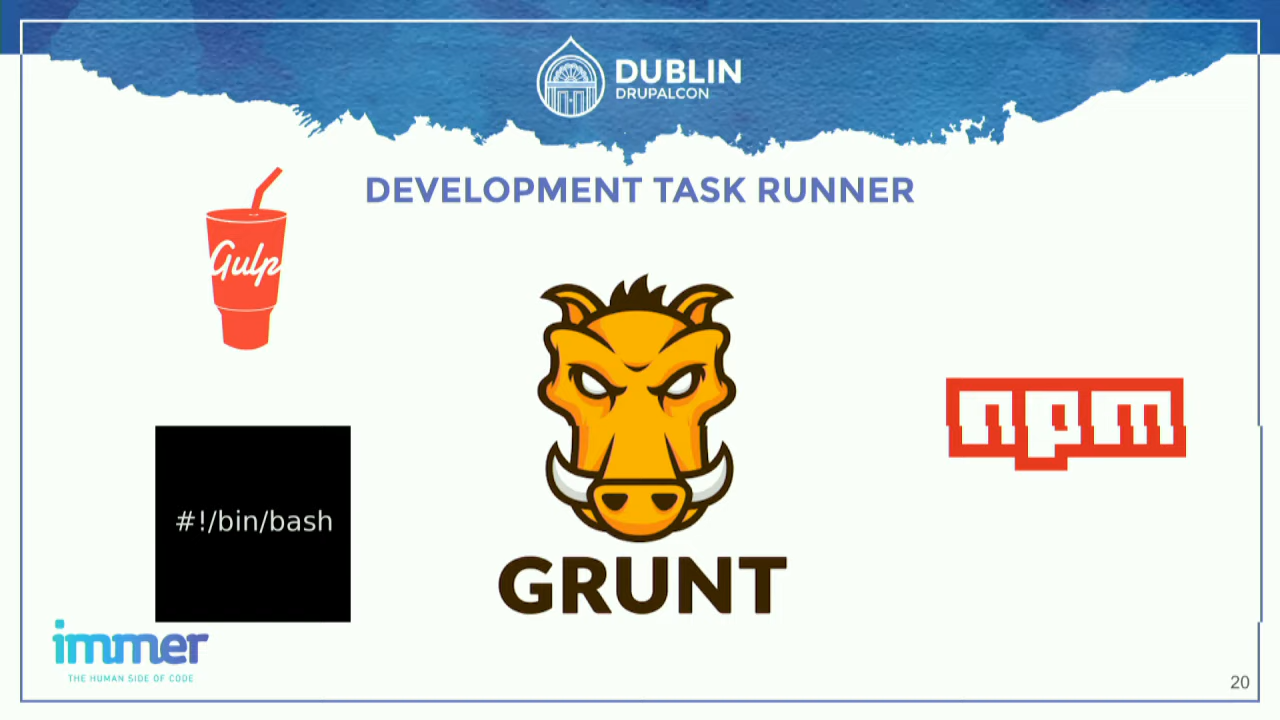 DUBLIN
DRUPALCON
DEVELOPMENT TASK RUNNER
Gulp
npm
#!/bin/bash
GRUNT
immer
THE HUMAN SIDE OF CODE
20